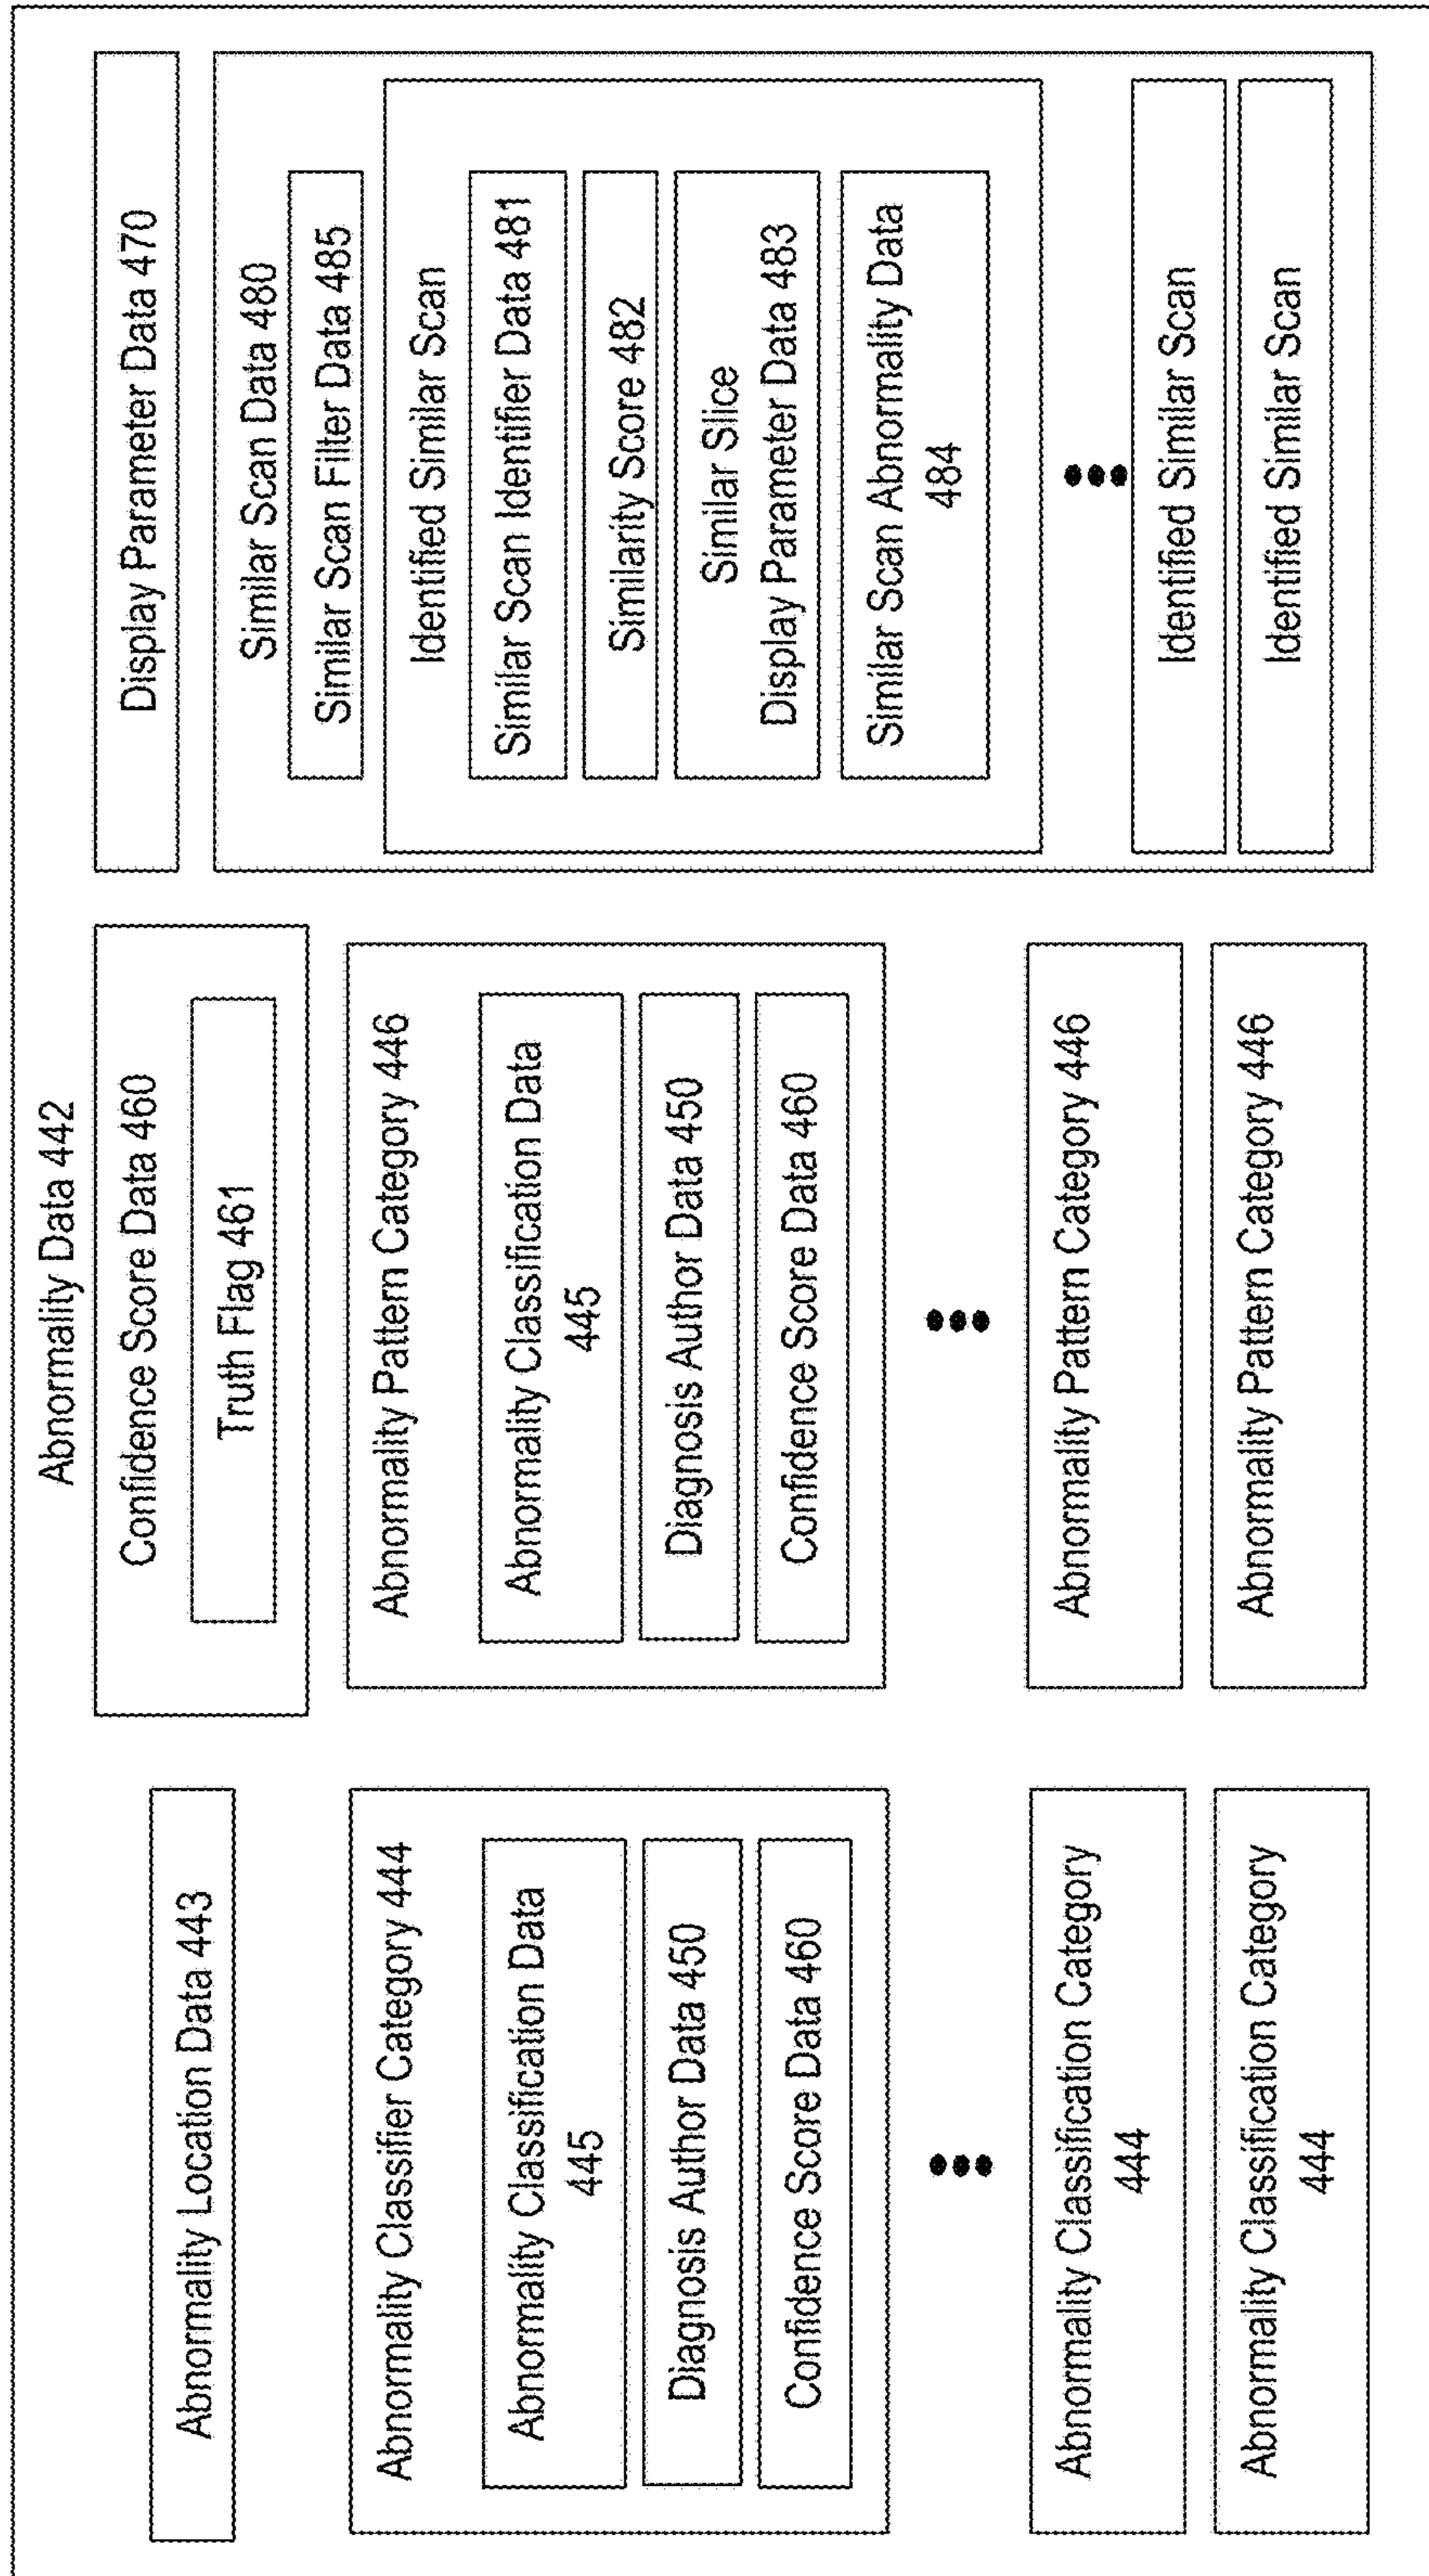 Abnormality Data 442
Abnormality Location Data 443
Abnormality Classifier Category 444
Abnormality Classification Data
445
Diagnosis Author Data 450
Confidence Score Data 460
Abnormality Classification Category
444
Abnormality Classification Category
444
Confidence Score Data 460
Truth Flag 461
Abnormality Pattern Category 446
Abnormality Classification Data
445
Diagnosis Author Data 450
Confidence Score Data 460
Abnormality Pattern Category 446
Abnormality Pattern Category 446
Display Parameter Data 470
Similar Scan Data 480
Similar Scan Filter Data 485
Identified Similar Scan
Similar Scan Identifier Data 481
Similarity Score 482
Similar Slice
Display Parameter Data 483
Similar Scan Abnormality Data
484
Identified Similar Scan
Identified Similar Scan